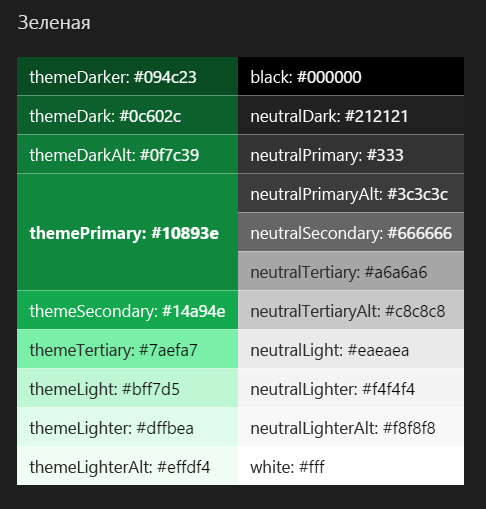 Зеленая
themeDarker: #094c23
themeDark: #0c602c
themeDarkAlt: #0f7c39
themePrimary: #10893e
themeSecondary: #14a94e
themeTertiary: #7aefa7
themeLight: #bff7d5
themeLighter: #dffbea
themeLighterAlt: #effdf4
black: #000000
neutralDark: #212121
neutralPrimary: #333
neutralPrimaryAlt: #3c3c3c
neutralSecondary: #666666
neutralTertiary: #a6a6a6
neutralTertiaryAlt: #c8c8c8
neutralLight: #eaeaea
neutralLighter: #f4f4f4
neutralLighterAlt: #f8f8f8
white: #fff